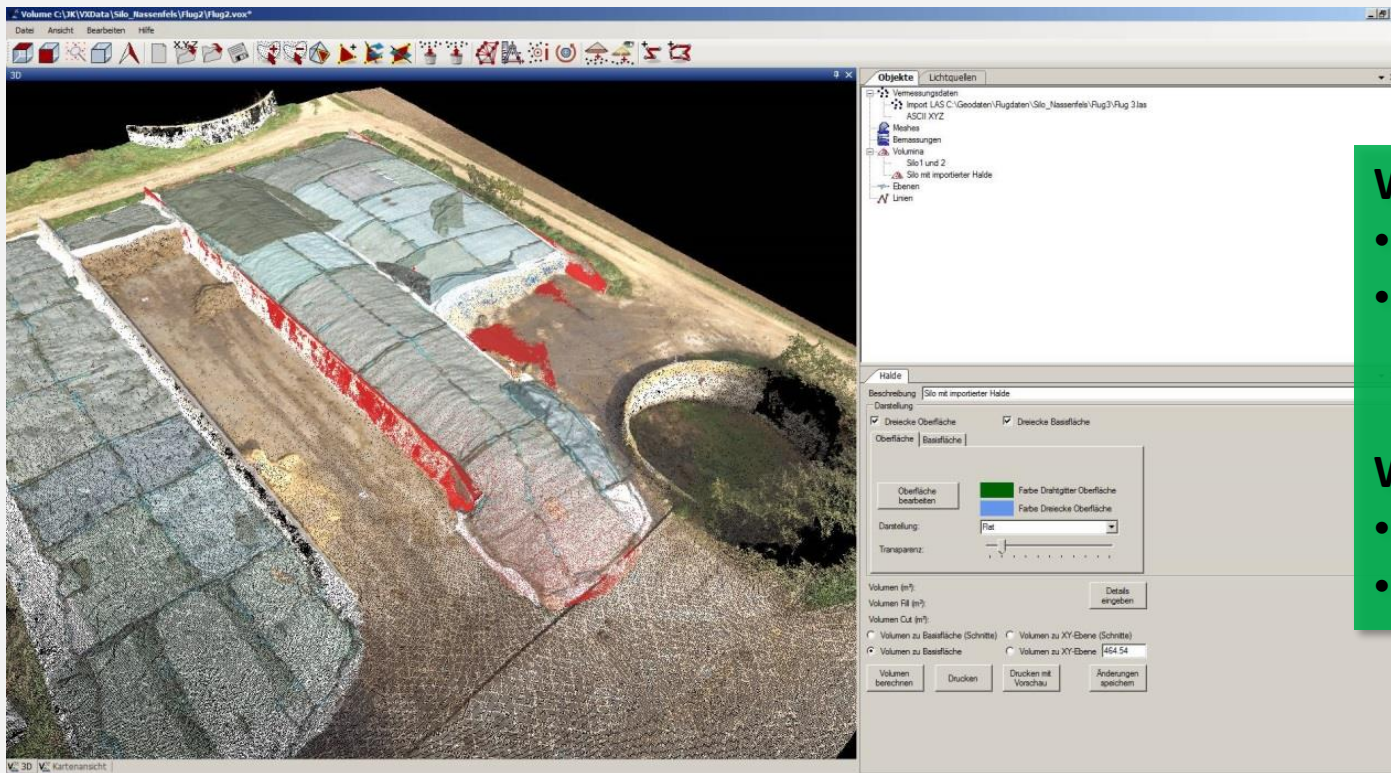 Volume C:\JK\VXData\Silo_Nassenfels\Flug2\Flug2.vox*
Datei Ansicht Bearbeiten Hilfe
X,Y,Z
3D
Objekte Lichtquellen
Vermessungsdaten
Import LAS C:\Geodaten\Flugdaten\Silo_Nassenfels\Flug3\Flug 3.las
ASCII XYZ
Meshes
Bemassungen
Volumina
Silo1 und 2
Silo mit importierter Halde
Ebenen
Linien
Halde
Beschreibung Silo mit importierter Halde
Darstellung
Dreiecke Oberfläche Dreiecke Basisfläche
Oberfläche Basisfläche
Oberfläche bearbeiten
Farbe Drahtgitter Oberfläche
Farbe Dreiecke Oberfläche
Darstellung: Flat
Transparenz:
Volumen (m³):
Volumen Fill (m³):
Volumen Cut (m³):
Details eingeben
Volumen zu Basisfläche (Schnitte) Volumen zu XY-Ebene (Schnitte)
Volumen zu Basisfläche Volumen zu XY-Ebene 464.54
Volumen berechnen Drucken Drucken mit Vorschau Änderungen speichern
3D Kartenansicht